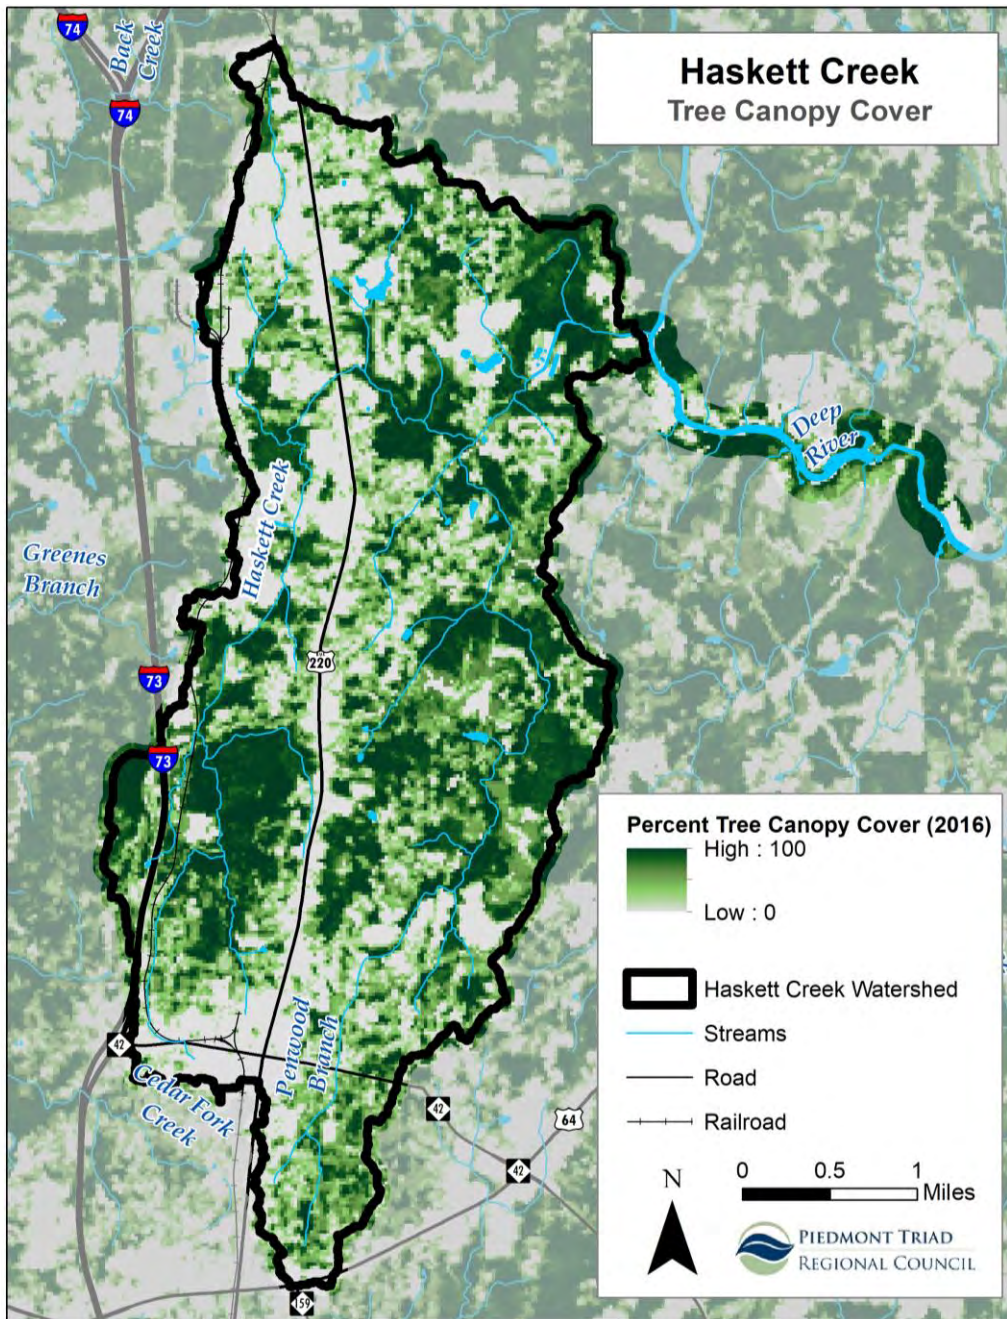 Haskett Creek
Tree Canopy Cover
74
Back
Creek
74
Deep
River
Haskett Creek
Greenes
Branch
220
73
73
Percent Tree Canopy Cover (2016)
High : 100
Low : 0
Haskett Creek Watershed
Streams
Road
Railroad
Penwood
Branch
42
Cedar Fork
Creek
42
64
42
N
0 0.5 1
Miles
PIEDMONT TRIAD
REGIONAL COUNCIL
159